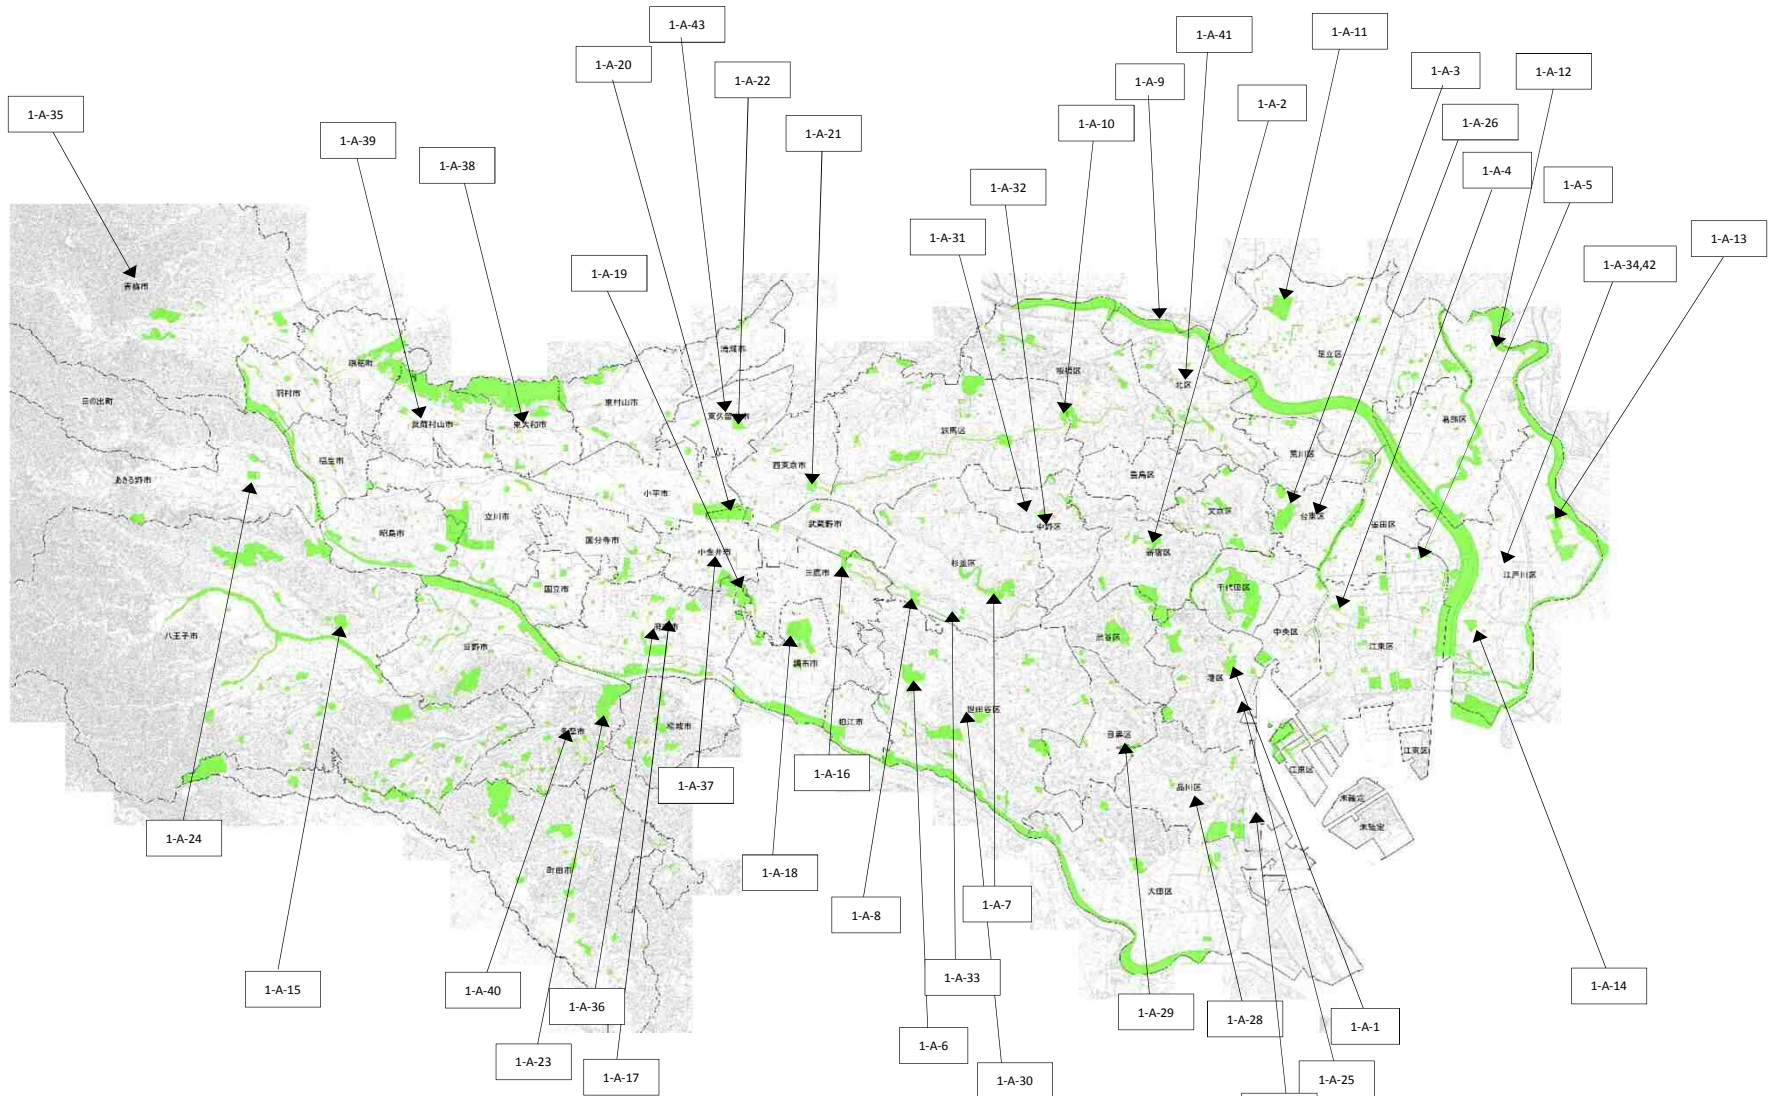 1-A-43
1-A-11
1-A-41
1-A-20
1-A-3
1-A-12
1-A-22
1-A-9
1-A-2
1-A-35
1-A-26
1-A-10
1-A-21
1-A-39
1-A-38
1-A-4
1-A-5
1-A-32
1-A-31
1-A-13
1-A-19
1-A-34,42
青梅市
清瀬市
足立区
瑞穂町
板橋区
北区
羽村市
日の出町
東村山市
武蔵村山市
東大和市
東久留米市
練馬区
葛飾区
福生市
西東京市
荒川区
豊島区
あきる野市
小平市
立川市
武蔵野市
文京区
台東区
墨田区
中野区
昭島市
国分寺市
小金井市
新宿区
杉並区
三鷹市
江戸川区
国立市
千代田区
八王子市
府中市
中央区
渋谷区
日野市
調布市
江東区
港区
世田谷区
狛江市
多摩市
稲城市
目黒区
江東区
江東区
品川区
未確定
未確定
1-A-37
1-A-16
1-A-24
町田市
大田区
1-A-18
1-A-8
1-A-7
1-A-15
1-A-40
1-A-33
1-A-14
1-A-36
1-A-29
1-A-28
1-A-1
1-A-6
1-A-23
1-A-17
1-A-30
1-A-25